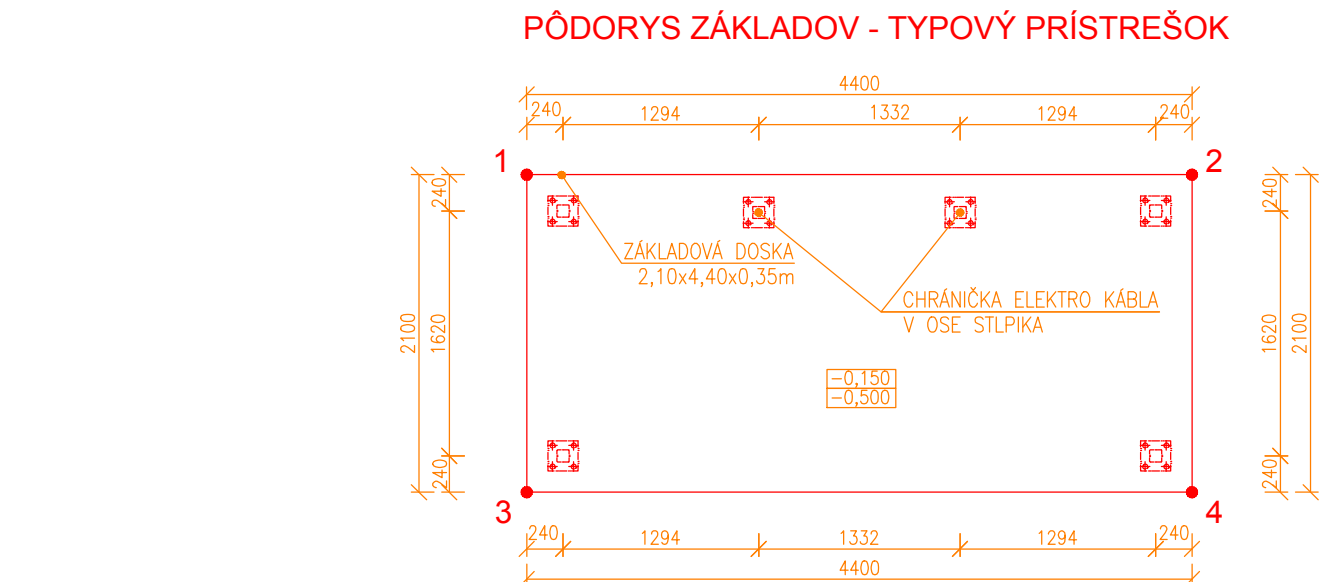 PÔDORYS ZÁKLADOV - TYPOVÝ PRÍSTREŠOK
4400
240 1294 1332 1294 240
1 2
240 240
ZÁKLADOVÁ DOSKA
2,10x4,40x0,35m
CHRÁNIČKA ELEKTRO KÁBLA
V OSE STLPIKA
2100 1620 1620 2100
-0,150
-0,500
240 240
3 4
240 1294 1332 1294 240
4400